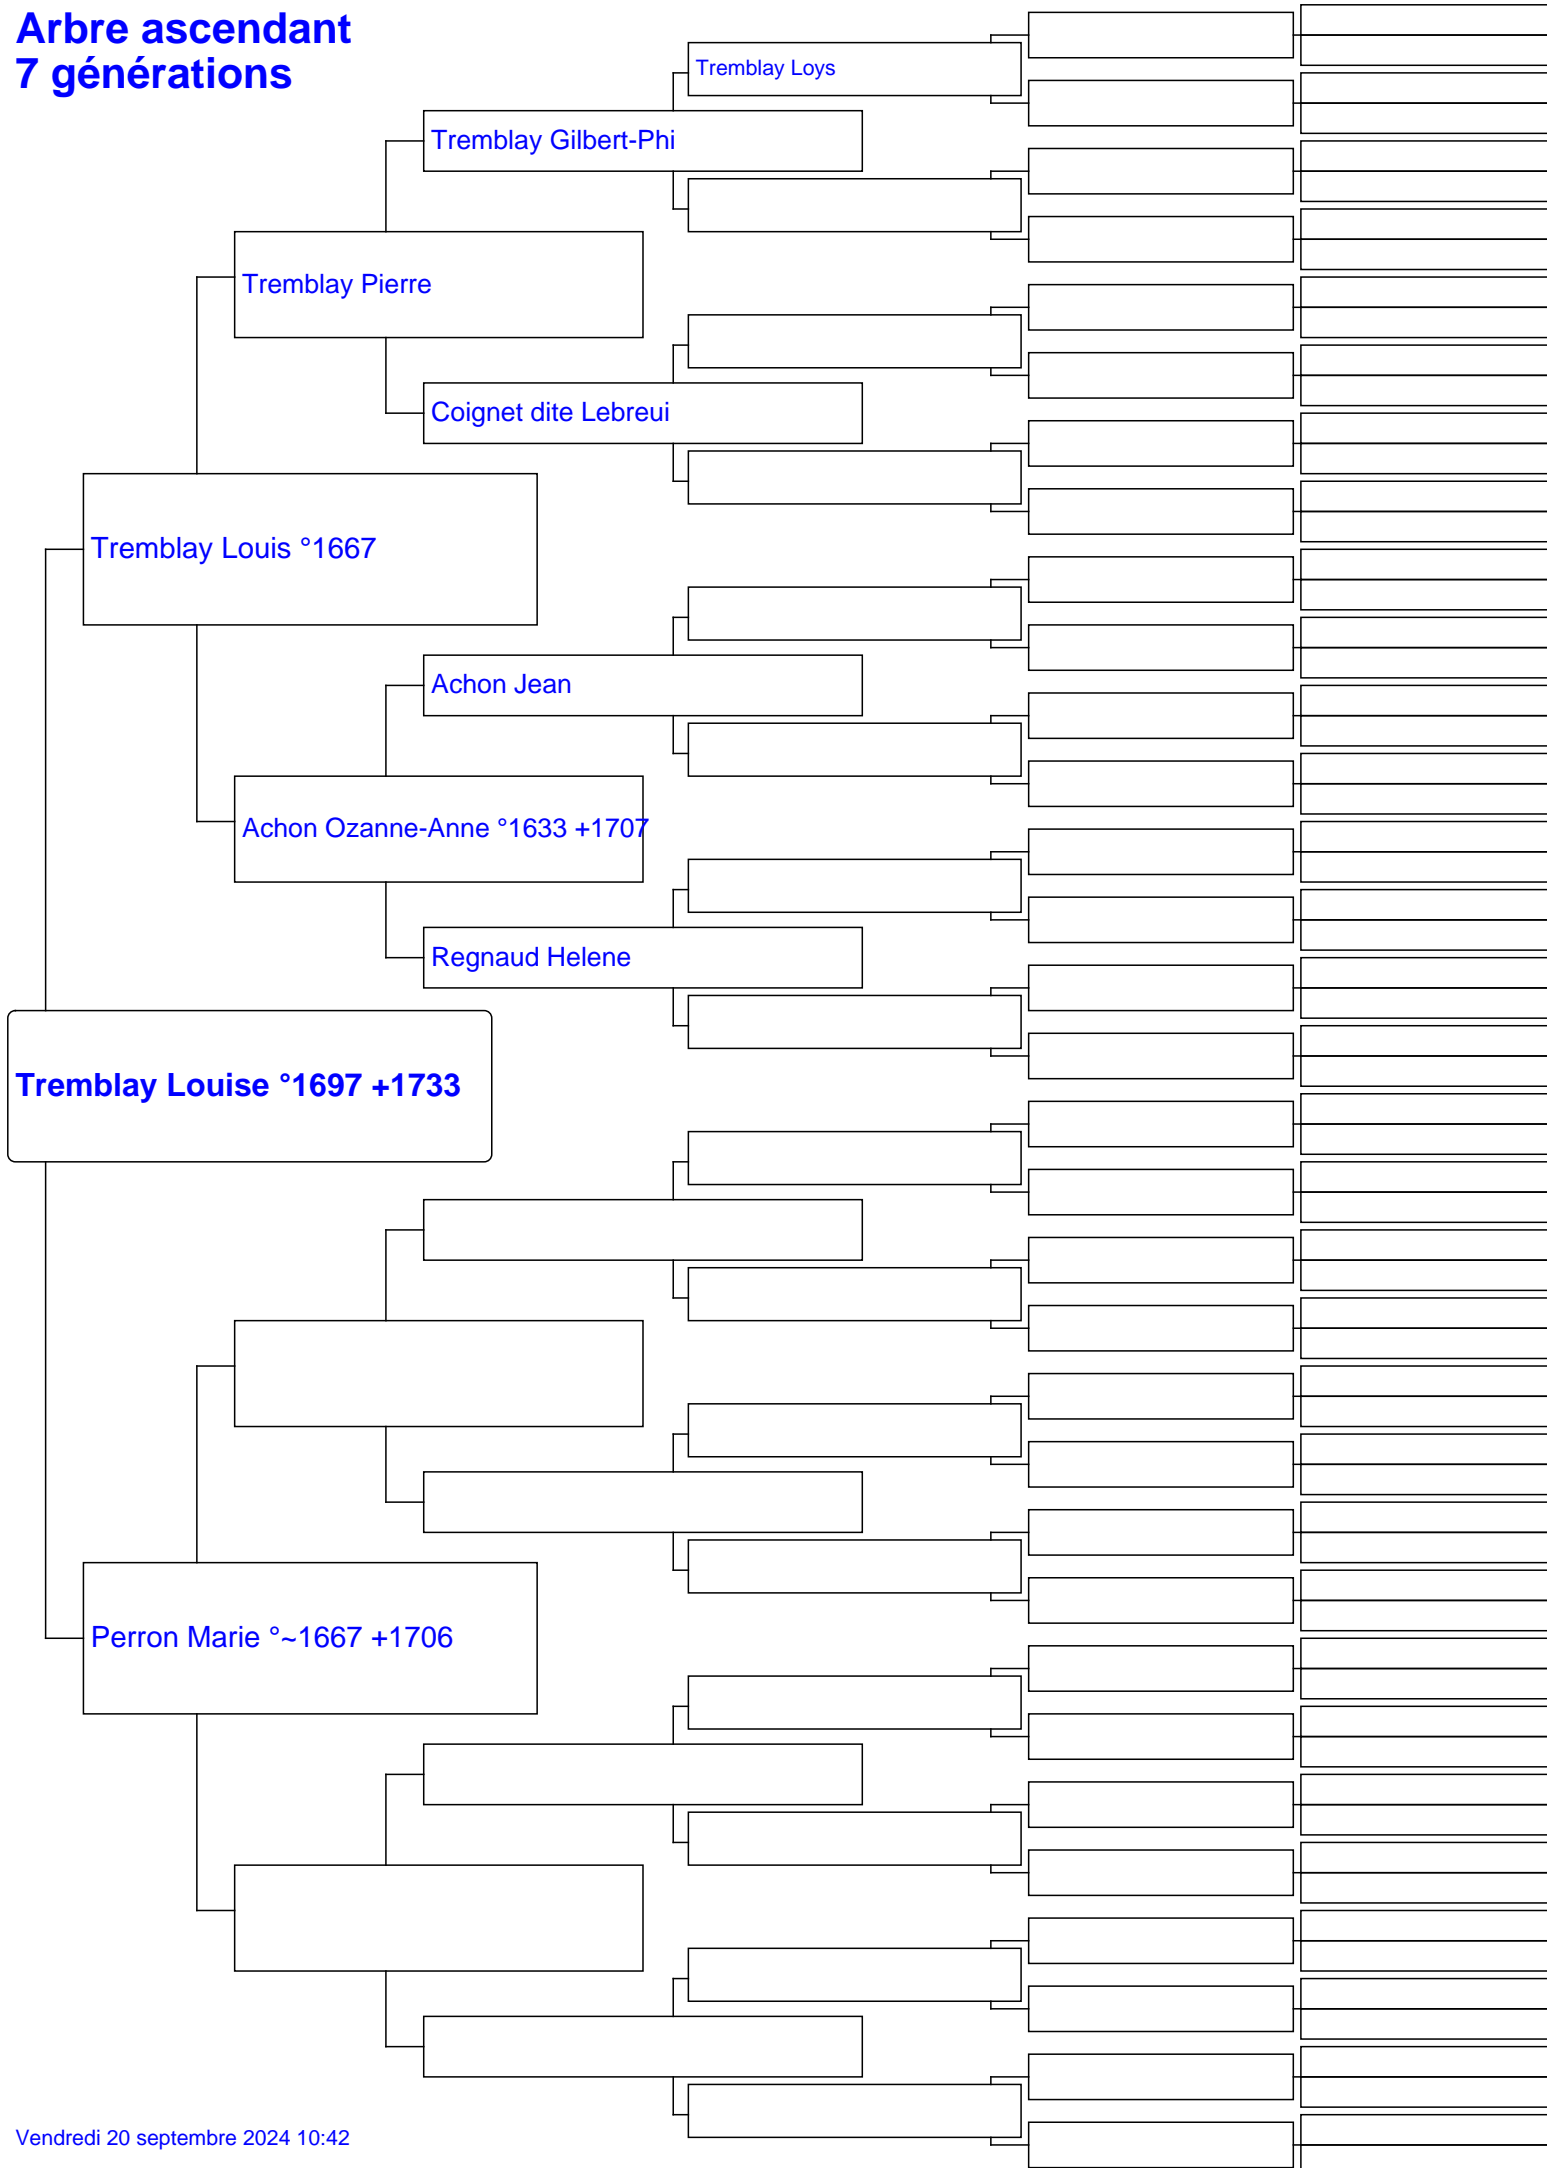 Arbre ascendant
7 générations
Tremblay Loys
Tremblay Gilbert-Phi
Tremblay Pierre
Coignet dite Lebreui
Tremblay Louis °1667
Achon Jean
Achon Ozanne-Anne °1633 +1707
Regnaud Helene
Tremblay Louise °1697 +1733
Perron Marie °~1667 +1706
Vendredi 20 septembre 2024 10:42